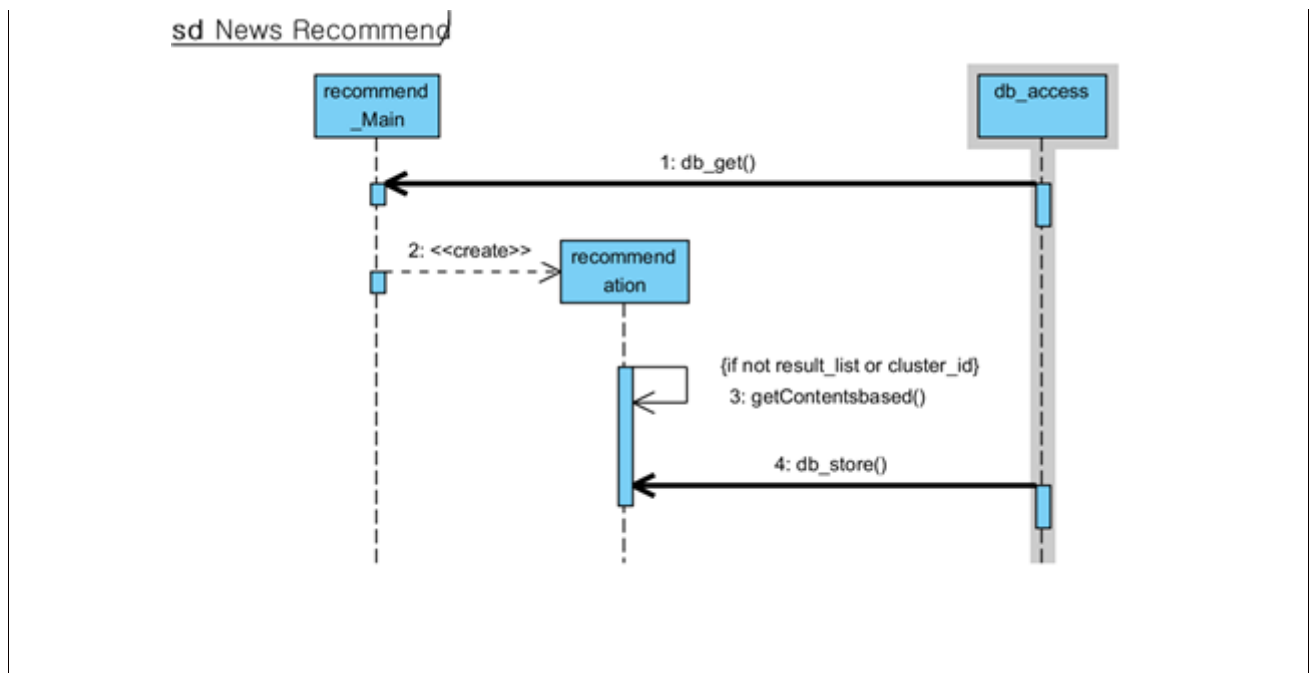 sd News Recommend
recommend
_Main
db_access
1: db_get()
2: <<create>>
recommend
ation
{if not result_list or cluster_id}
3: getContentsbased()
4: db_store()